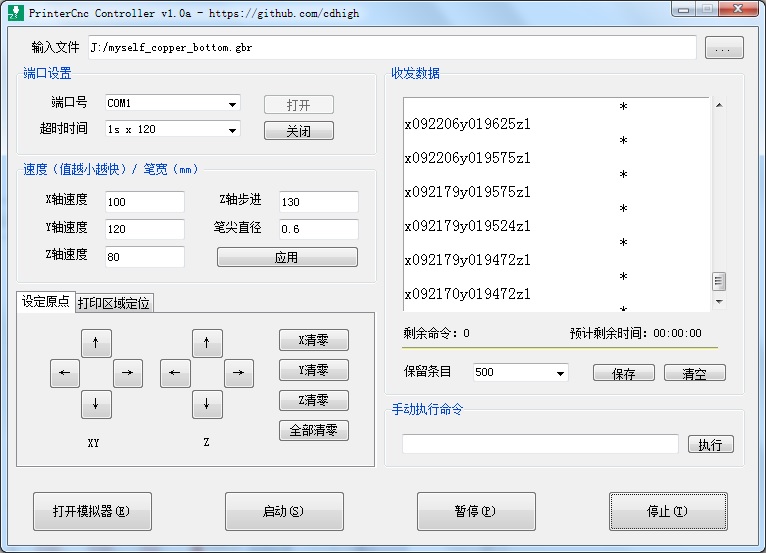 PrinterCnc Controller v1.0a - https://github.com/cdhigh
输入文件 J:/myself_copper_bottom.gbr ...
端口设置
端口号 COM1 打开
超时时间 1s x 120 关闭
速度（值越小越快）/ 笔宽（mm）
X轴速度 100 Z轴步进 130
Y轴速度 120 笔尖直径 0.6
Z轴速度 80 应用
设定原点 打印区域定位
↑ ↑ X清零
← → ← → Y清零
↓ ↓ Z清零
XY Z 全部清零
收发数据
*
x092206y019625z1
*
x092206y019575z1
*
x092179y019575z1
*
x092179y019524z1
*
x092179y019472z1
*
x092170y019472z1
*
剩余命令：0 预计剩余时间：00:00:00
保留条目 500 保存 清空
手动执行命令
执行
打开模拟器(E) 启动(S) 暂停(P) 停止(T)